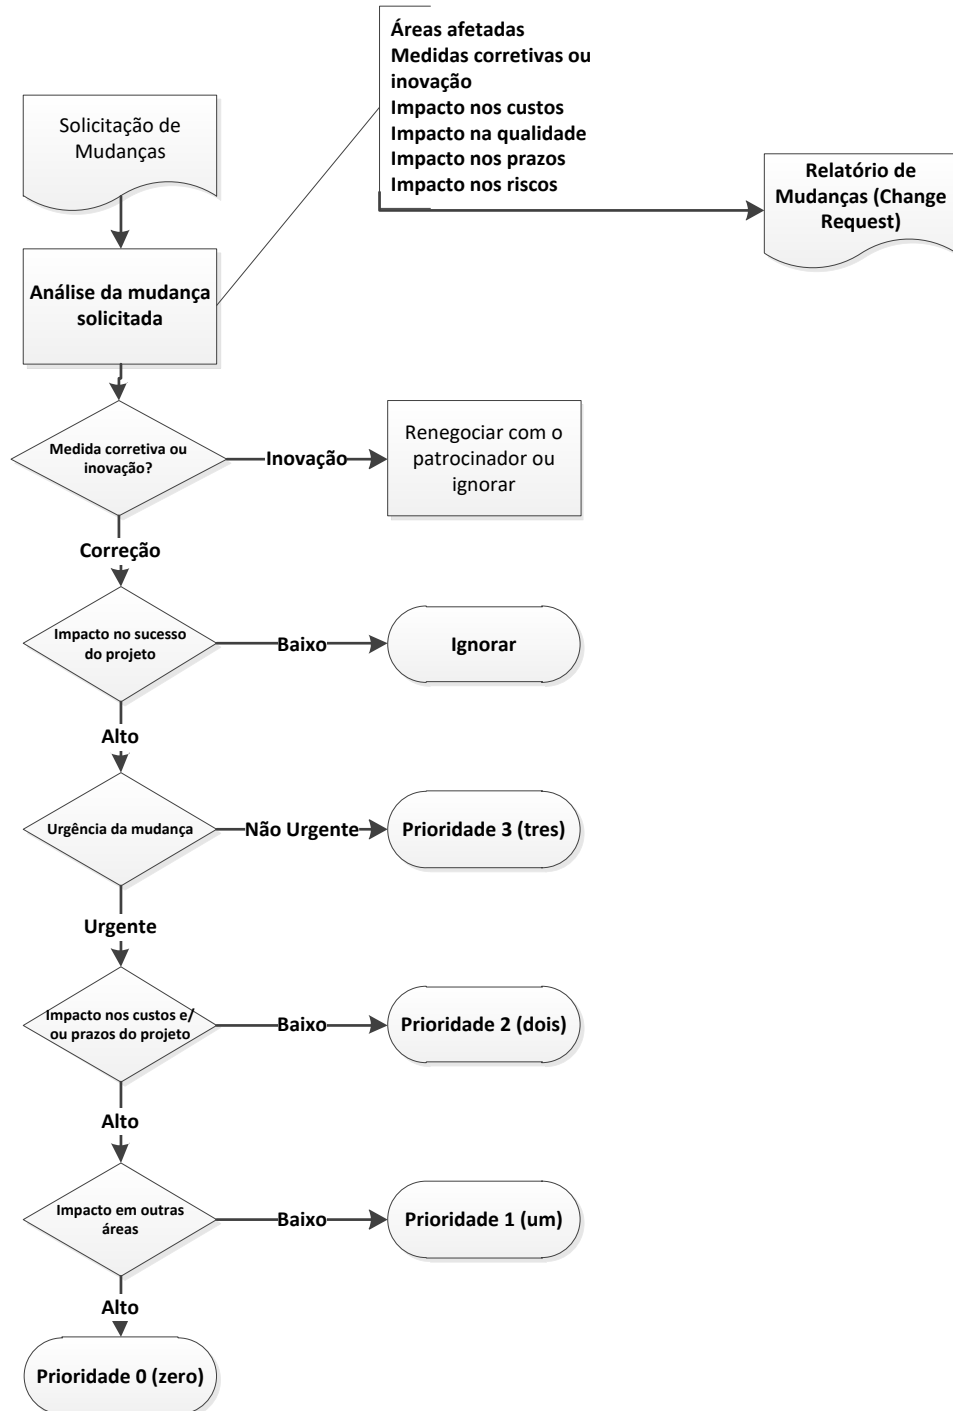 Áreas afetadas
Medidas corretivas ou
inovação
Impacto nos custos
Impacto na qualidade
Impacto nos prazos
Impacto nos riscos
Solicitação de
Mudanças
Relatório de
Mudanças (Change
Request)
Análise da mudança
solicitada
Medida corretiva ou
inovação?
Inovação
Renegociar com o
patrocinador ou
ignorar
Correção
Impacto no sucesso
do projeto
Baixo
Ignorar
Alto
Urgência da mudança
Não Urgente
Prioridade 3 (tres)
Urgente
Impacto nos custos e/
ou prazos do projeto
Baixo
Prioridade 2 (dois)
Alto
Impacto em outras
áreas
Baixo
Prioridade 1 (um)
Alto
Prioridade 0 (zero)